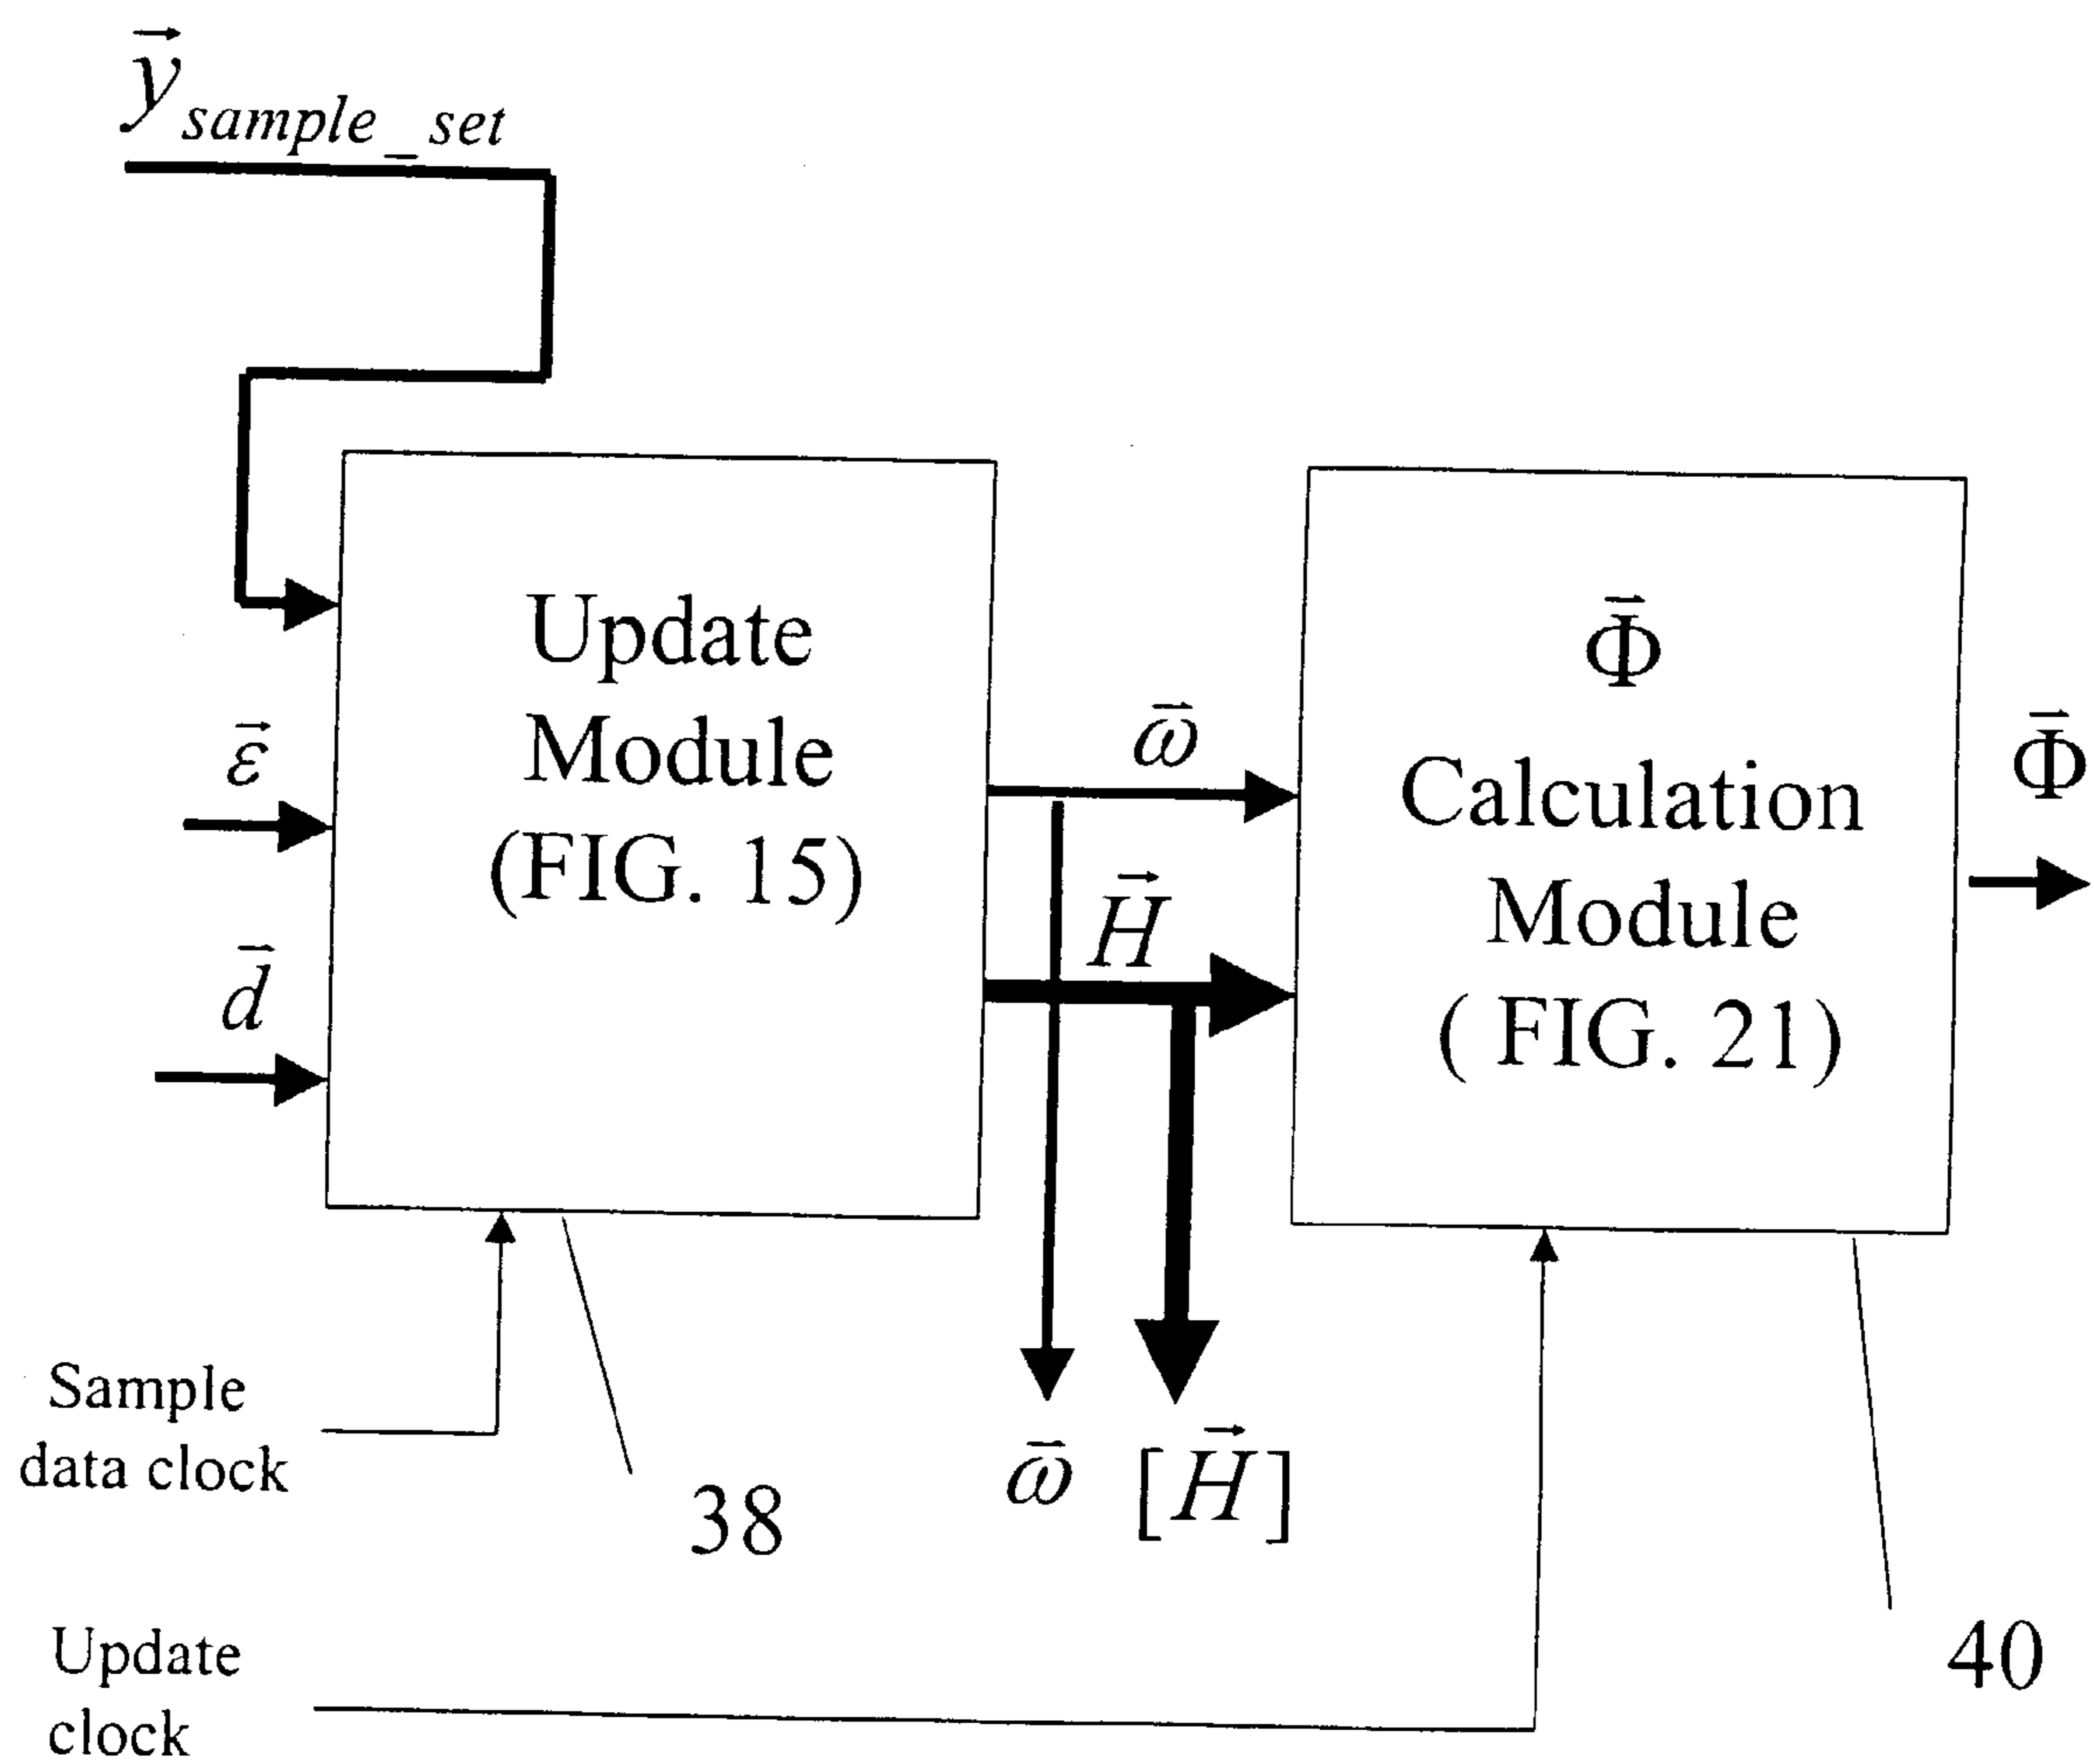 y⃗ sample_set
Update
Module
(FIG. 15)
Φ⃗
Calculation
Module
( FIG. 21)
ε⃗
d⃗
ω⃗
H⃗
Φ⃗
Sample
data clock
ω⃗ [H⃗]
38
Update
clock
40